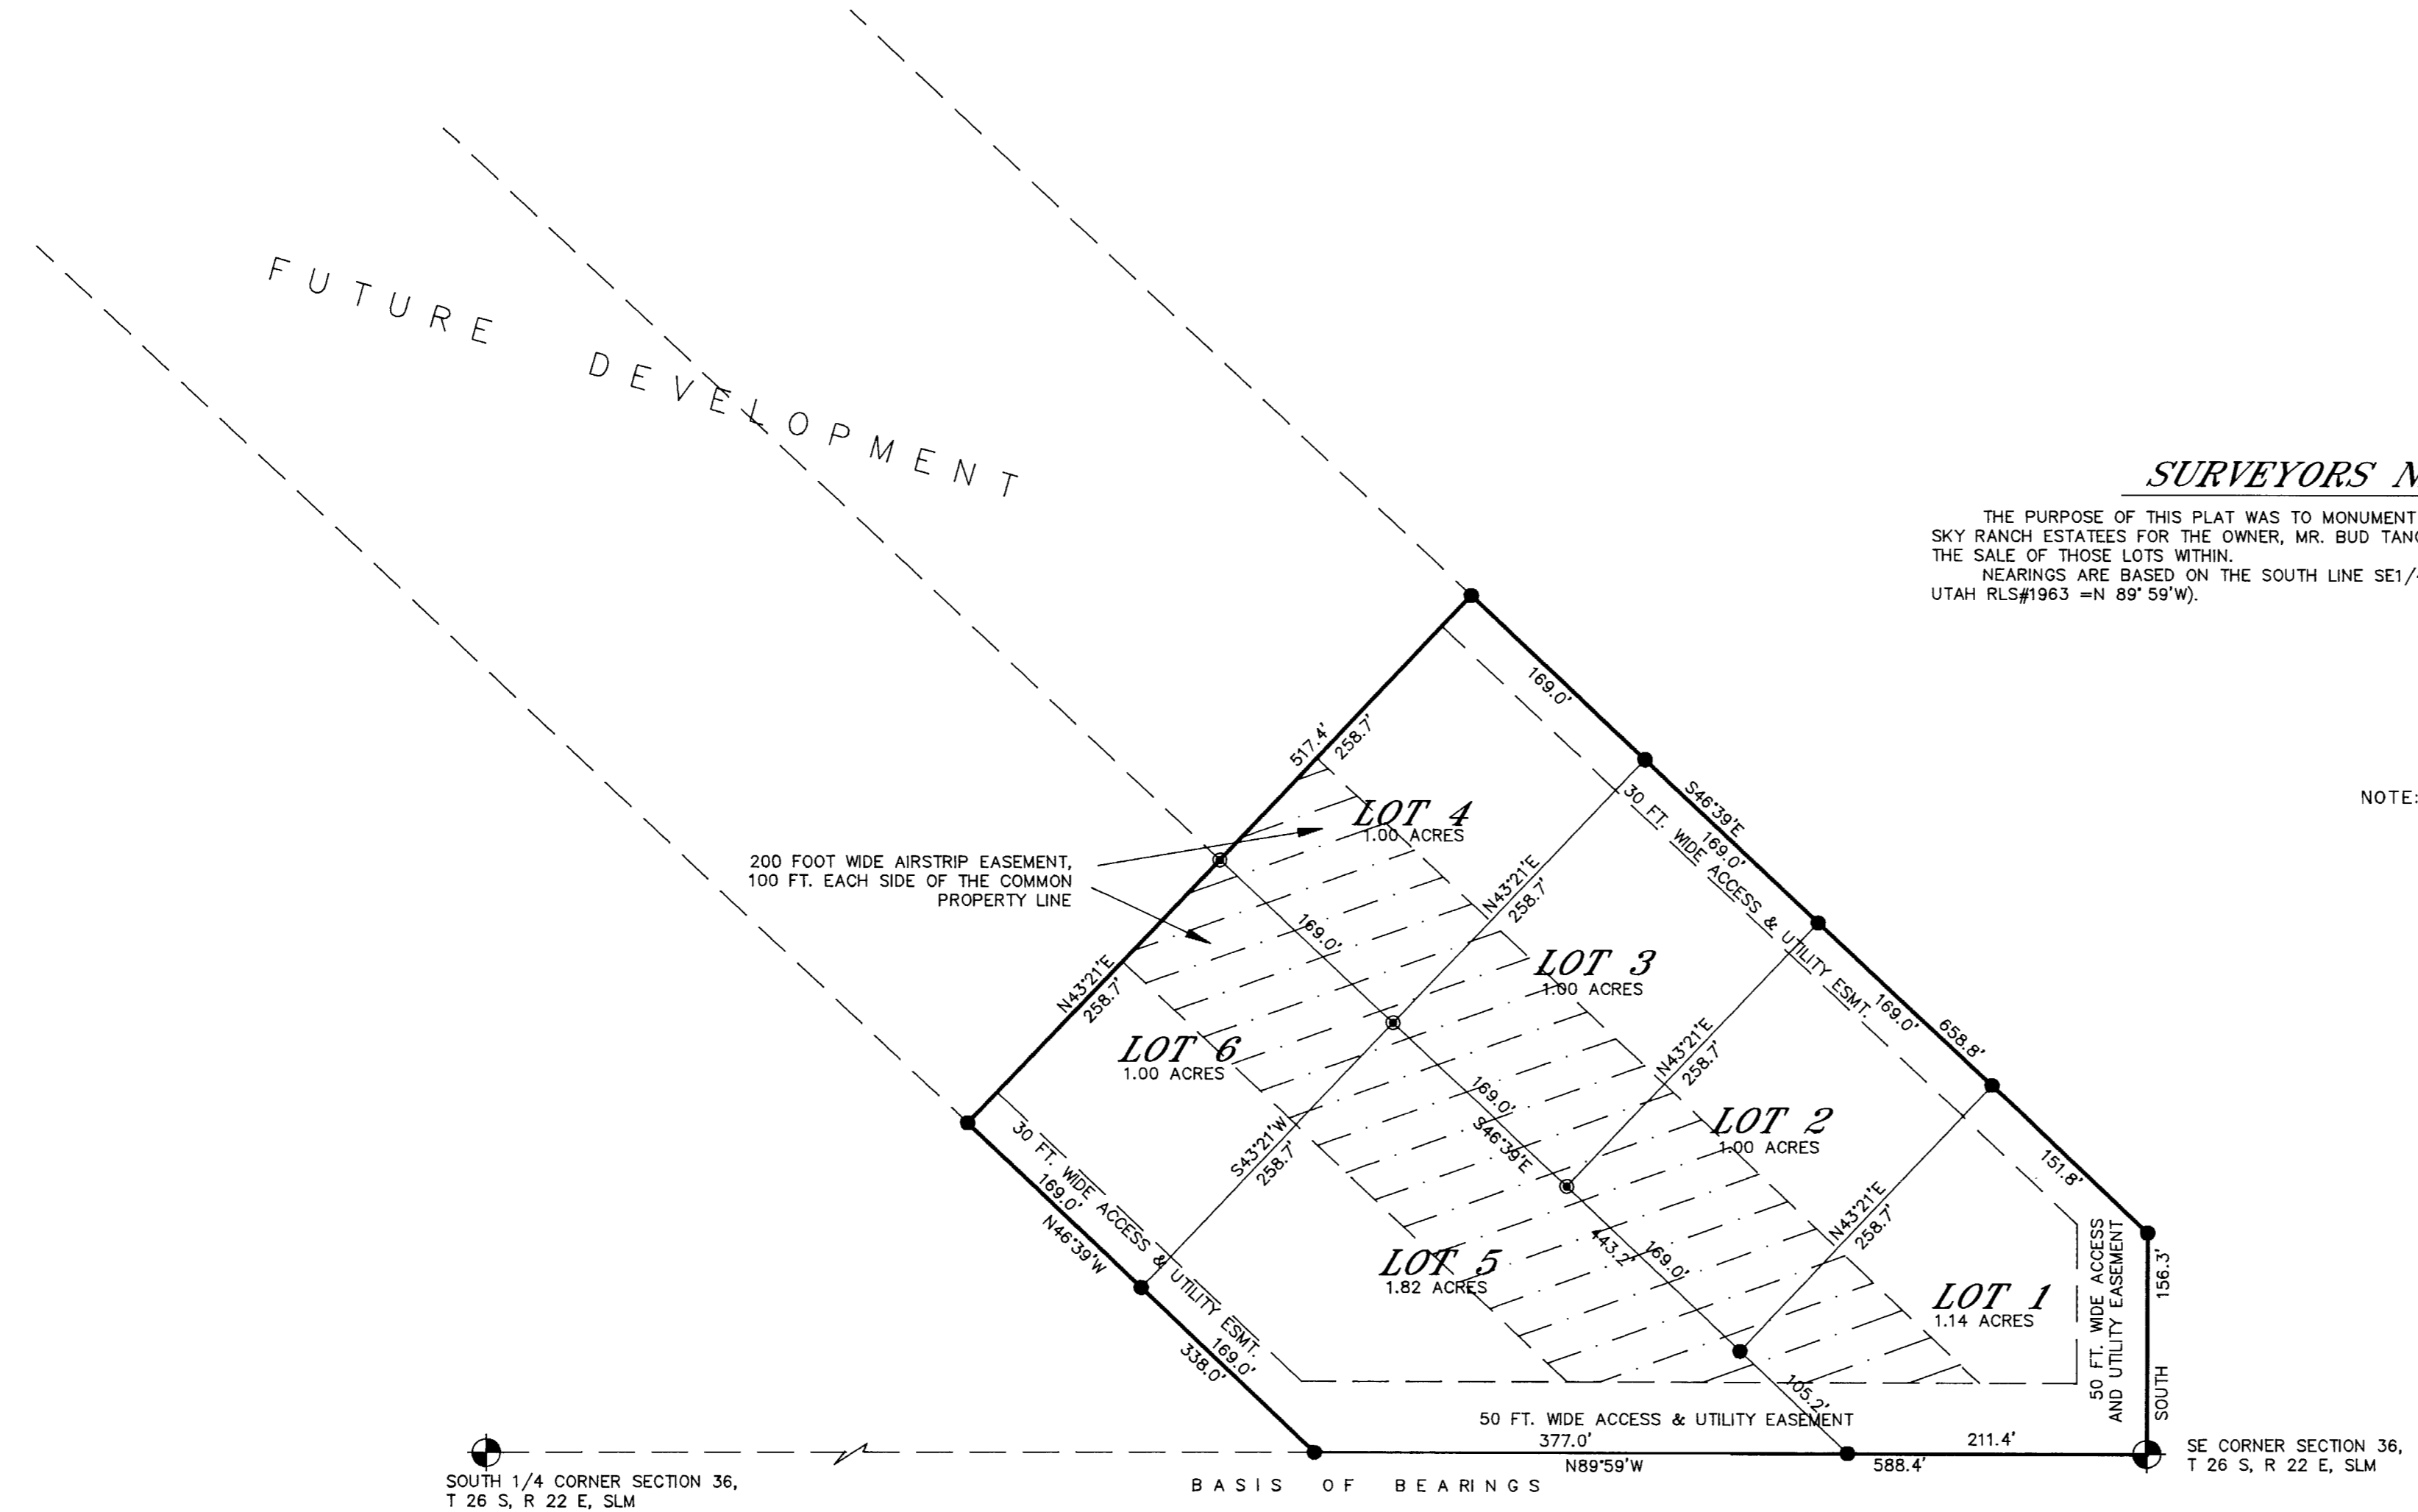 FUTURE DEVELOPMENT
SURVEYORS N
THE PURPOSE OF THIS PLAT WAS TO MONUMENT
SKY RANCH ESTATEES FOR THE OWNER, MR. BUD TANG
THE SALE OF THOSE LOTS WITHIN.
NEARINGS ARE BASED ON THE SOUTH LINE SE1/4
UTAH RLS#1963 =N 89°59'W).
NOTE:
169.0'
517.4'
258.7'
S46°39'E
169.0'
30 FT. WIDE ACCESS & UTILITY ESMT.
LOT 4
1.00 ACRES
200 FOOT WIDE AIRSTRIP EASEMENT,
100 FT. EACH SIDE OF THE COMMON
PROPERTY LINE
N43°21'E
258.7'
169.0'
LOT 3
1.00 ACRES
N43°21'E
258.7'
169.0'
658.8'
LOT 6
1.00 ACRES
N43°21'E
258.7'
169.0'
S46°39'E
LOT 2
1.00 ACRES
S43°21'W
258.7'
30 FT. WIDE ACCESS & UTILITY ESMT.
169.0'
N46°39'W
151.8'
N43°21'E
258.7'
443.2'
169.0'
LOT 5
1.82 ACRES
LOT 1
1.14 ACRES
50 FT. WIDE ACCESS
AND UTILITY EASEMENT
156.3'
SOUTH
169.0'
338.0'
105.2'
50 FT. WIDE ACCESS & UTILITY EASEMENT
377.0'
211.4'
N89°59'W
588.4'
SE CORNER SECTION 36,
T 26 S, R 22 E, SLM
SOUTH 1/4 CORNER SECTION 36,
T 26 S, R 22 E, SLM
BASIS OF BEARINGS